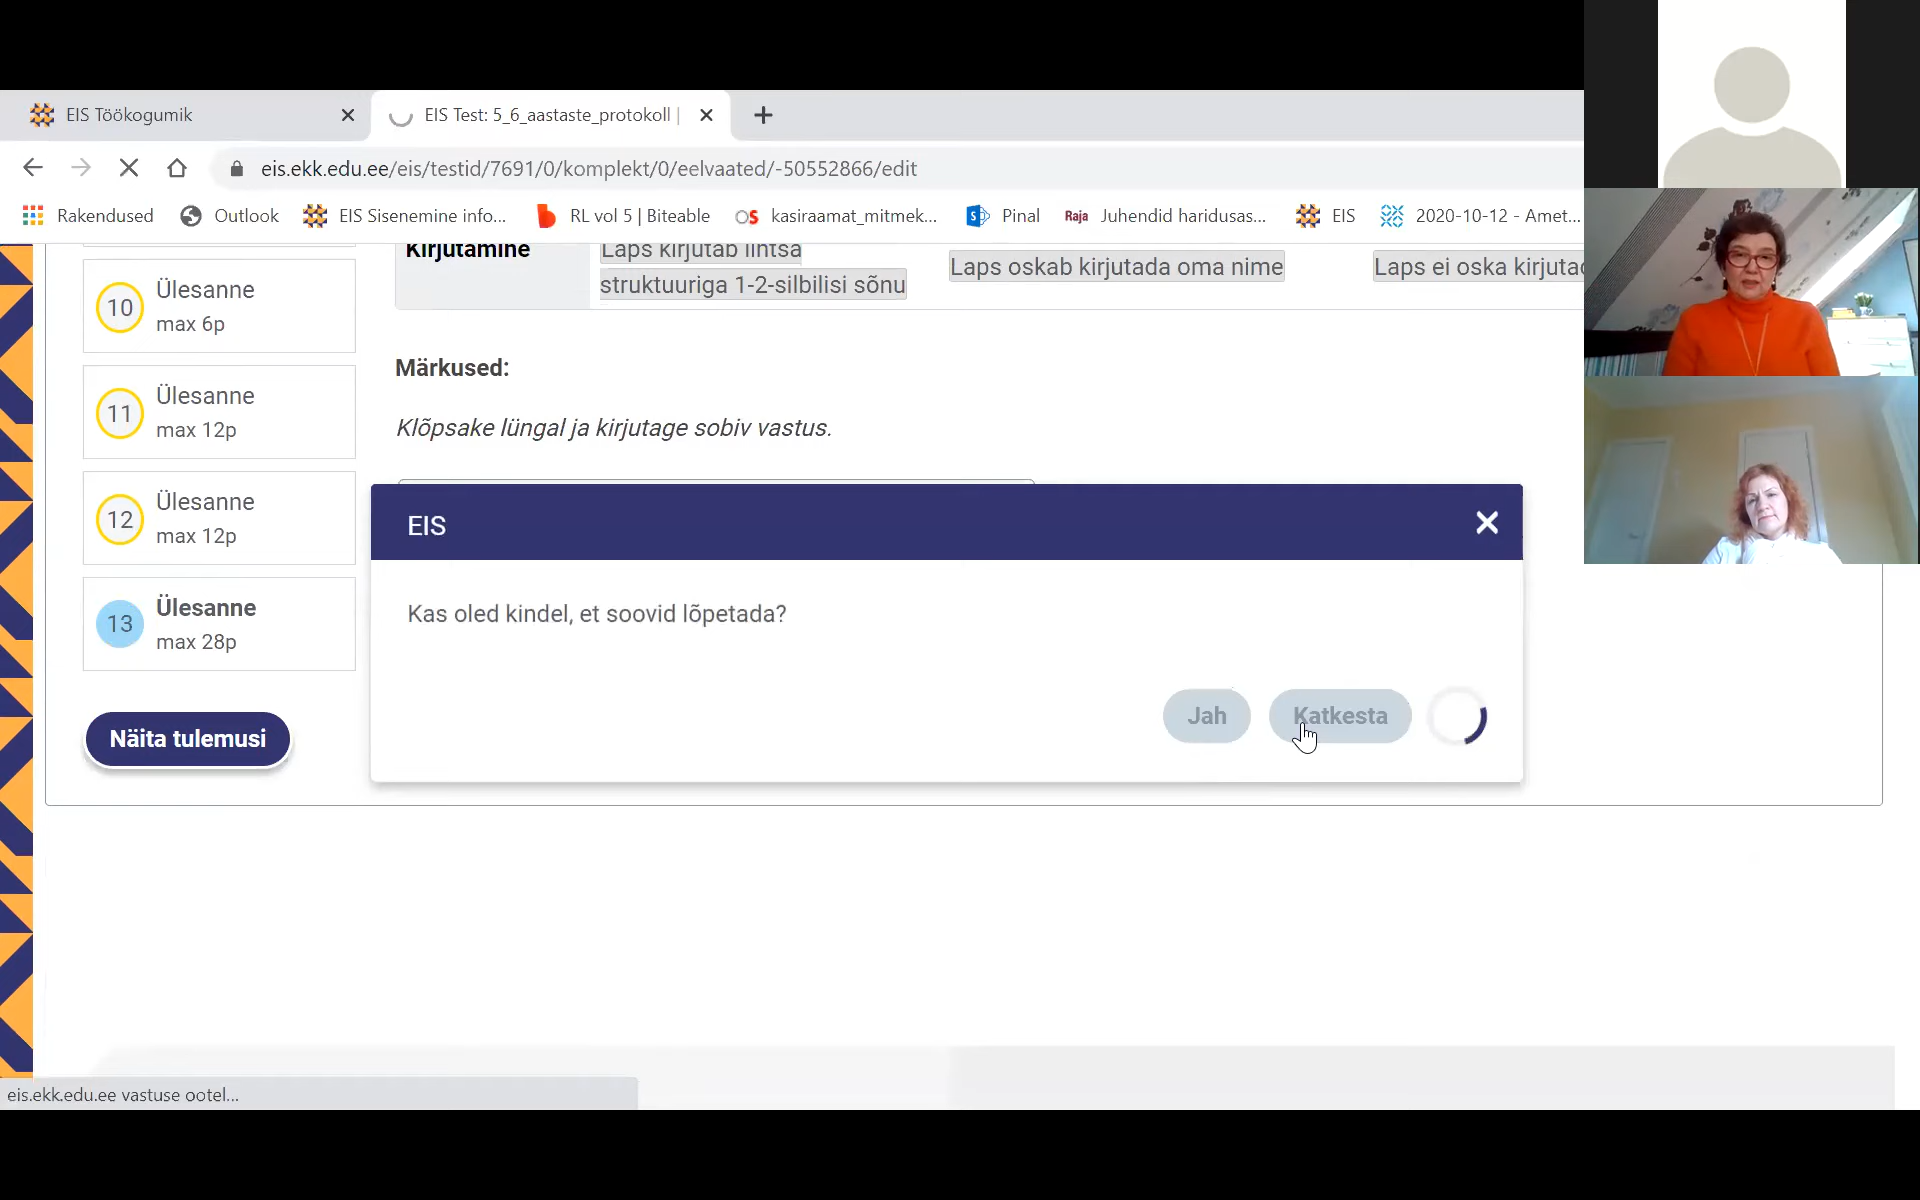 EIS Töökogumik
EIS Test: 5_6_aastaste_protokoll |
eis.ekk.edu.ee/eis/testid/7691/0/komplekt/0/eelvaated/-50552866/edit
Rakendused
Outlook
EIS Sisenemine info...
RL vol 5 | Biteable
kasiraamat_mitmek...
Pinal
Raja
Juhendid haridusas...
EIS
2020-10-12 - Amet...
Kirjutamine
Laps kirjutab lihtsa
struktuuriga 1-2-silbilisi sõnu
Laps oskab kirjutada oma nime
Laps ei oska kirjutad
10
Ülesanne
max 6p
11
Ülesanne
max 12p
12
Ülesanne
max 12p
13
Ülesanne
max 28p
Näita tulemusi
Märkused:
Klõpsake lüngal ja kirjutage sobiv vastus.
EIS
Kas oled kindel, et soovid lõpetada?
Jah
Katkesta
eis.ekk.edu.ee vastuse ootel...